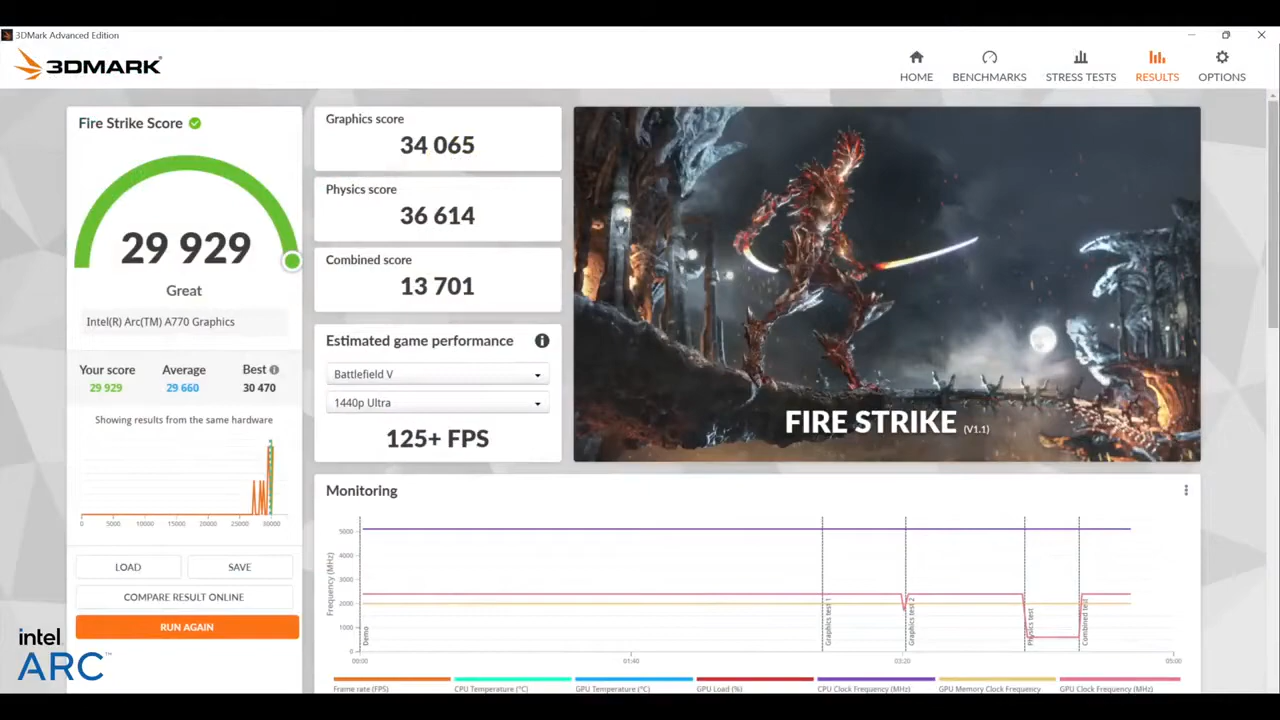 3DMark Advanced Edition
3DMARK
HOME
BENCHMARKS
STRESS TESTS
RESULTS
OPTIONS
Fire Strike Score
29 929
Great
Intel(R) Arc(TM) A770 Graphics
Your score Average Best
29 929 29 660 30 470
Showing results from the same hardware
0 5000 10000 15000 20000 25000 30000
LOAD
SAVE
COMPARE RESULT ONLINE
RUN AGAIN
intel
ARC™
Graphics score
34 065
Physics score
36 614
Combined score
13 701
Estimated game performance
Battlefield V
1440p Ultra
125+ FPS
FIRE STRIKE (V1.1)
Monitoring
Frequency (MHz)
5000
4000
3000
2000
1000
0
Demo
Graphics test 1
Graphics test 2
Physics test
Combined test
00:00 01:40 03:20 05:00
Frame rate (FPS) CPU Temperature (°C) GPU Temperature (°C) GPU Load (%) CPU Clock Frequency (MHz) GPU Memory Clock Frequency GPU Clock Frequency (MHz)